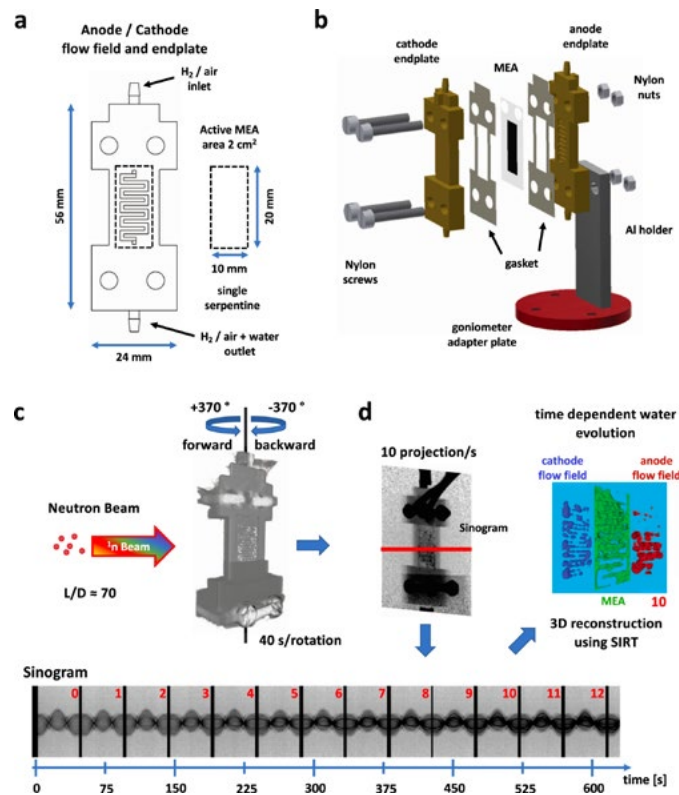 a
Anode / Cathode
flow field and endplate
H2 / air
inlet
Active MEA
area 2 cm²
56 mm
20 mm
10 mm
single
serpentine
H2 / air + water
outlet
24 mm
b
cathode
endplate
MEA
anode
endplate
Nylon
nuts
Al holder
gasket
Nylon
screws
goniometer
adapter plate
c
+370 °
-370 °
forward
backward
Neutron Beam
¹n Beam
L/D ≈ 70
40 s/rotation
d
10 projection/s
Sinogram
time dependent water
evolution
cathode
flow field
anode
flow field
MEA
10
3D reconstruction
using SIRT
Sinogram
0 1 2 3 4 5 6 7 8 9 10 11 12
0 75 150 225 300 375 450 525 600
time [s]